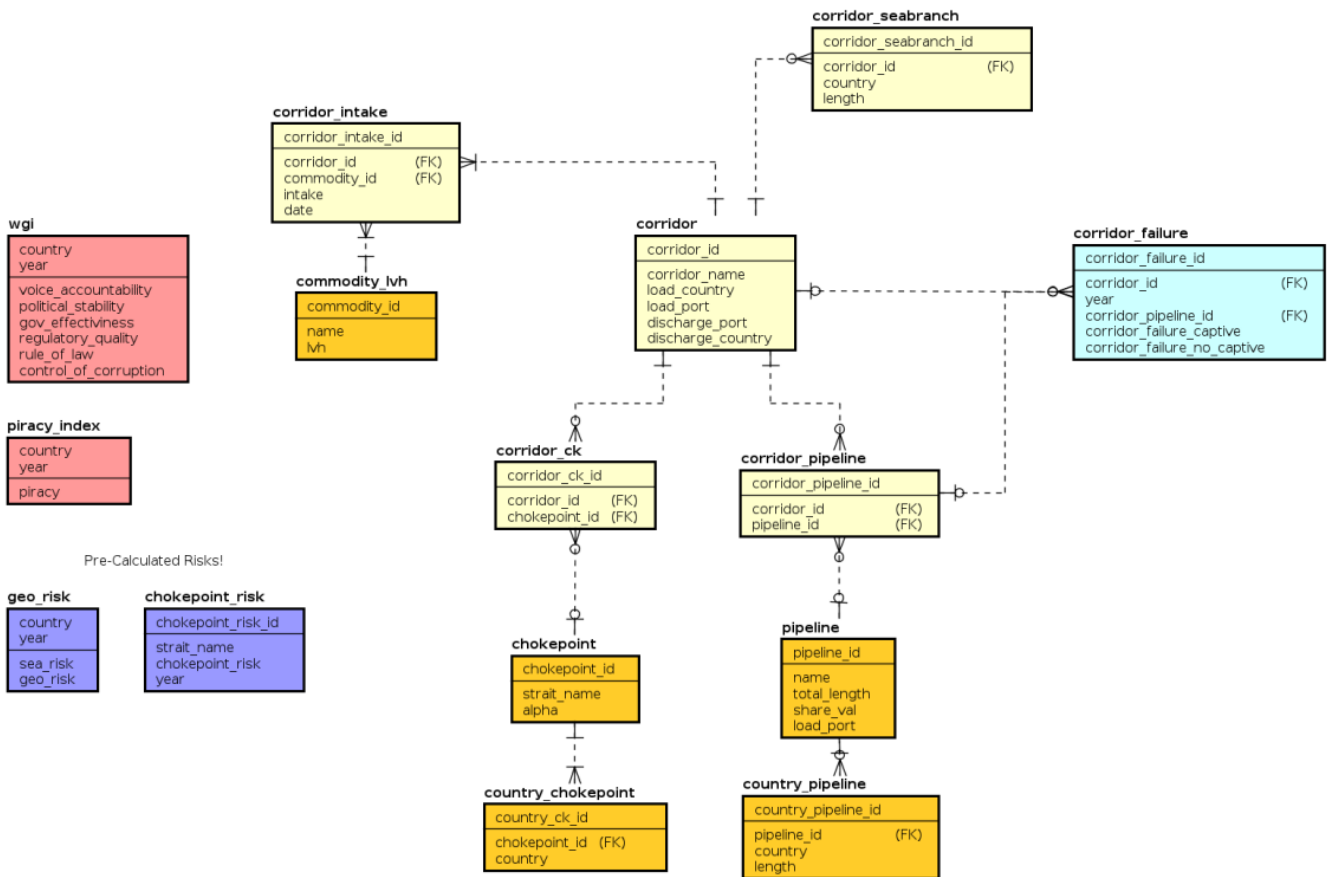 corridor_seabranch
corridor_seabranch_id
corridor_id (FK)
country
length
corridor_intake
corridor_intake_id
corridor_id (FK)
commodity_id (FK)
intake
date
wgi
country
year
voice_accountability
political_stability
gov_effectiviness
regulatory_quality
rule_of_law
control_of_corruption
commodity_lvh
commodity_id
name
lvh
corridor
corridor_id
corridor_name
load_country
load_port
discharge_port
discharge_country
corridor_failure
corridor_failure_id
corridor_id (FK)
year
corridor_pipeline_id (FK)
corridor_failure_captive
corridor_failure_no_captive
piracy_index
country
year
piracy
corridor_ck
corridor_ck_id
corridor_id (FK)
chokepoint_id (FK)
corridor_pipeline
corridor_pipeline_id
corridor_id (FK)
pipeline_id (FK)
Pre-Calculated Risks!
geo_risk
country
year
sea_risk
geo_risk
chokepoint_risk
chokepoint_risk_id
strait_name
chokepoint_risk
year
chokepoint
chokepoint_id
strait_name
alpha
pipeline
pipeline_id
name
total_length
share_val
load_port
country_chokepoint
country_ck_id
chokepoint_id (FK)
country
country_pipeline
country_pipeline_id
pipeline_id (FK)
country
length